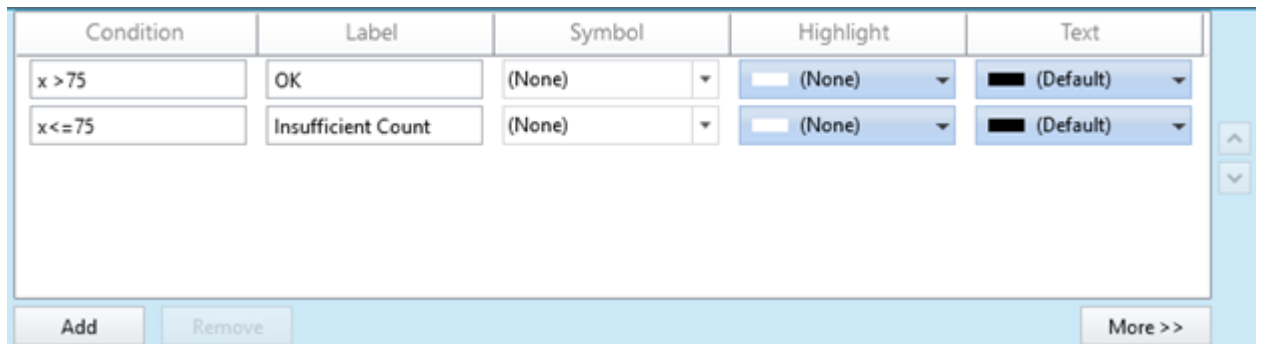 Condition Label Symbol Highlight Text
x >75 OK (None) (None) (Default)
x<=75 Insufficient Count (None) (None) (Default)
Add Remove More >>